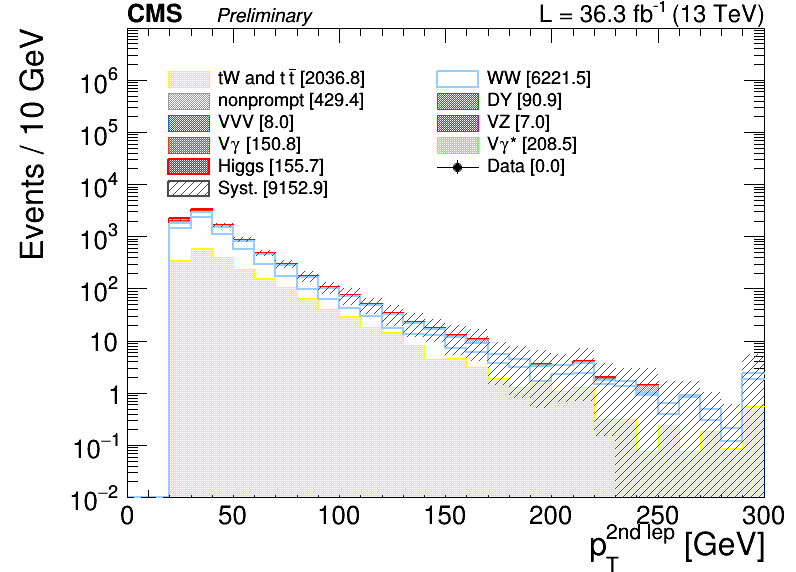 CMS Preliminary L = 36.3 fb⁻¹ (13 TeV)
Events / 10 GeV
tW and tt̄ [2036.8]
nonprompt [429.4]
VVV [8.0]
Vγ [150.8]
Higgs [155.7]
Syst. [9152.9]
WW [6221.5]
DY [90.9]
VZ [7.0]
Vγ* [208.5]
Data [0.0]
10⁶
10⁵
10⁴
10³
10²
10
1
10⁻¹
10⁻²
0 50 100 150 200 250 300
p_T^{2nd lep} [GeV]